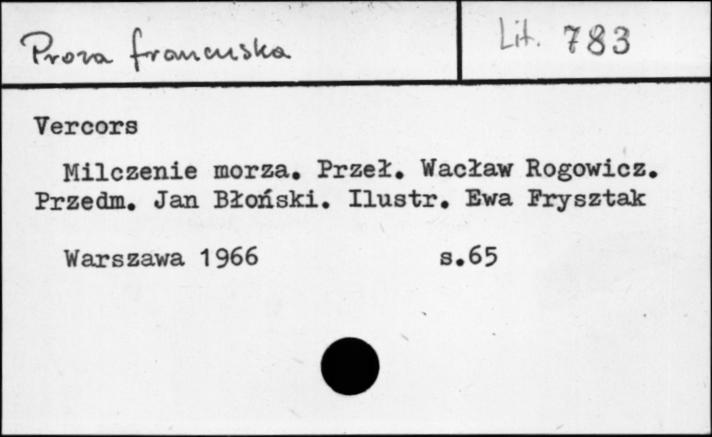 Proza francuska
Lit. 783
Vercors
Milczenie morza. Przeł. Wacław Rogowicz.
Przedm. Jan Błoński. Ilustr. Ewa Frysztak
Warszawa 1966 s.65